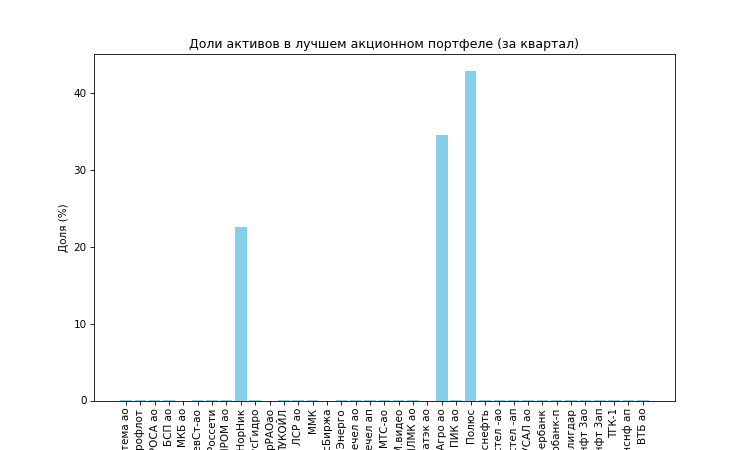 Доли активов в лучшем акционном портфеле (за квартал)
Доля (%)
40
30
20
10
0
тема ао
рофлот
РОСА ао
БСП ао
МКБ ао
евСт-ао
Россети
ПРОМ ао
НорНик
сГидро
рРАОао
ЛУКОЙЛ
ЛСР ао
ММК
сБиржа
Энерго
ечел ао
ечел ап
МТС-ао
М.видео
ЛМК ао
атэк ао
Агро ао
ПИК ао
Полюс
снефть
стел -ао
стел -ап
УСАЛ ао
ербанк
рбанк-п
лигдар
нфт 3ао
нфт 3ап
ТГК-1
нснф ап
ВТБ ао